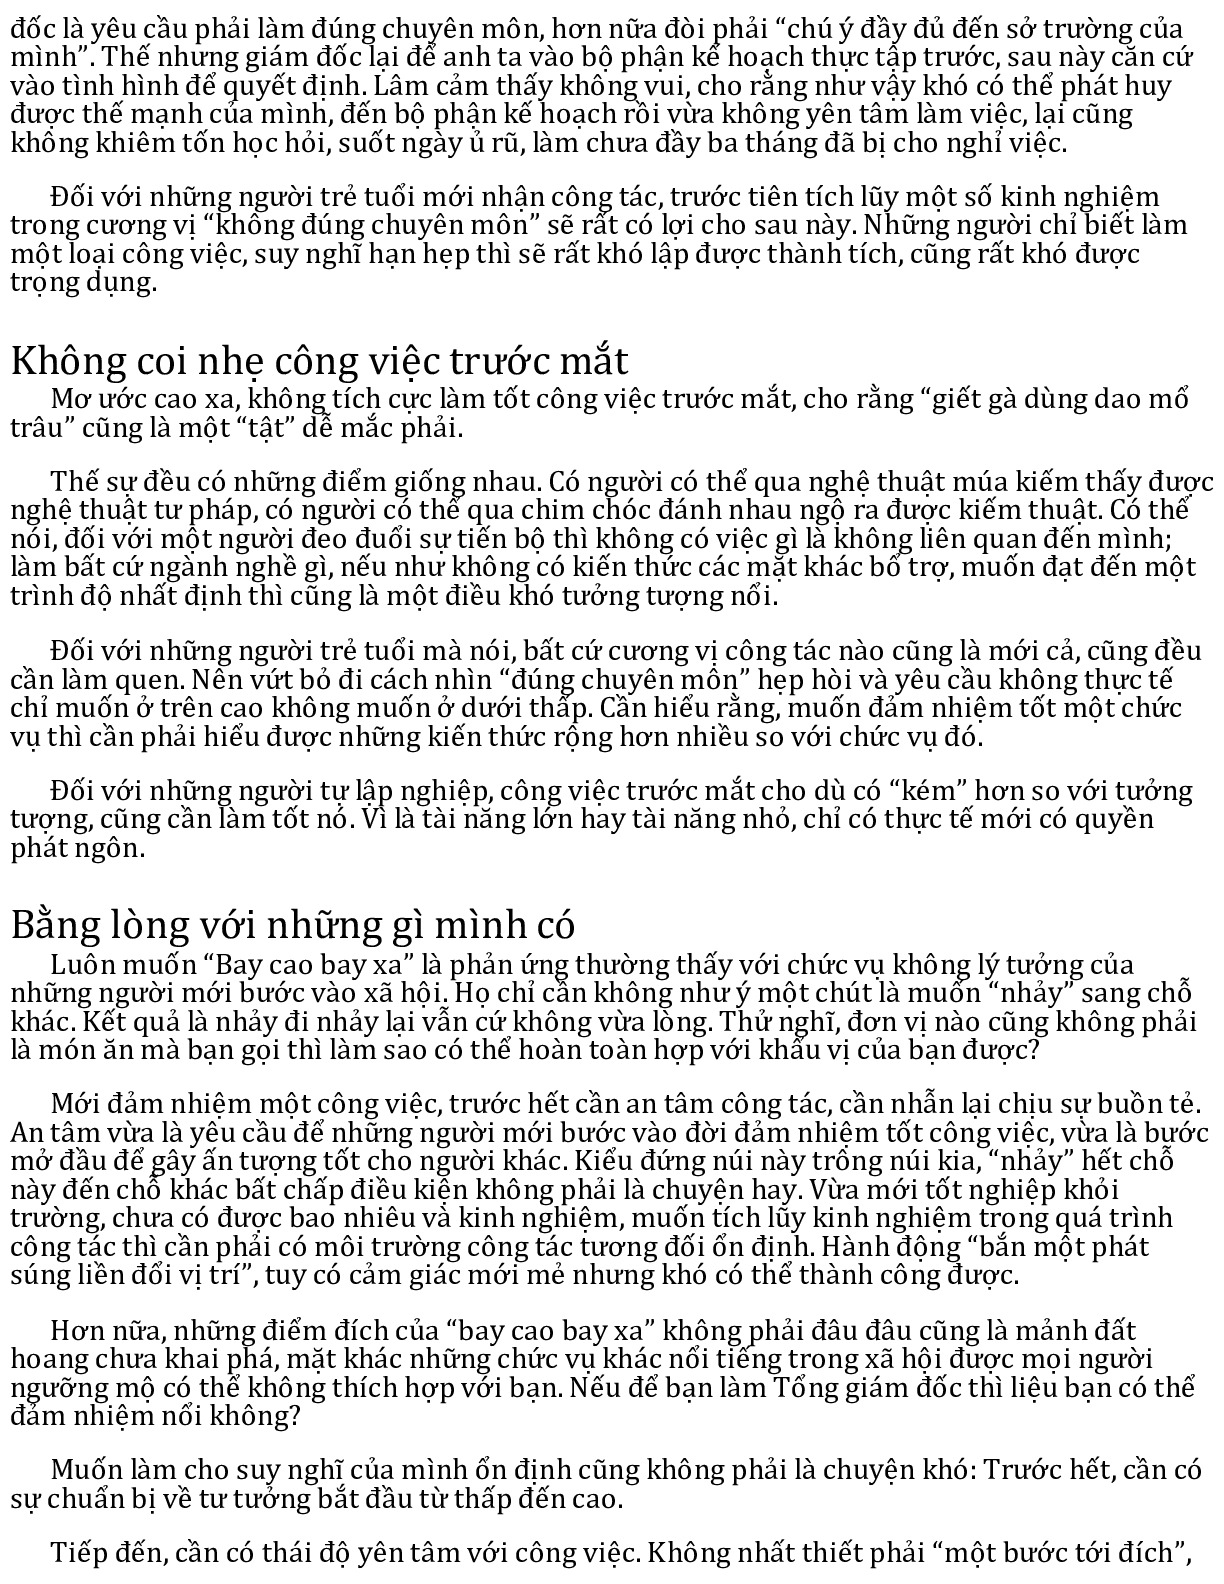 đốc là yêu cầu phải làm đúng chuyên môn, hơn nữa đòi phải “chú ý đầy đủ đến sở trường của
mình”. Thế nhưng giám đốc lại để anh ta vào bộ phận kế hoạch thực tập trước, sau này căn cứ
vào tình hình để quyết định. Lâm cảm thấy không vui, cho rằng như vậy khó có thể phát huy
được thế mạnh của mình, đến bộ phận kế hoạch rồi vừa không yên tâm làm việc, lại cũng
không khiêm tốn học hỏi, suốt ngày ủ rũ, làm chưa đầy ba tháng đã bị cho nghỉ việc.
Đối với những người trẻ tuổi mới nhận công tác, trước tiên tích lũy một số kinh nghiệm
trong cương vị “không đúng chuyên môn” sẽ rất có lợi cho sau này. Những người chỉ biết làm
một loại công việc, suy nghĩ hạn hẹp thì sẽ rất khó lập được thành tích, cũng rất khó được
trọng dụng.
Không coi nhẹ công việc trước mắt
Mơ ước cao xa, không tích cực làm tốt công việc trước mắt, cho rằng “giết gà dùng dao mổ
trâu” cũng là một “tật” dễ mắc phải.
Thế sự đều có những điểm giống nhau. Có người có thể qua nghệ thuật múa kiếm thấy được
nghệ thuật tư pháp, có người có thể qua chim chóc đánh nhau ngộ ra được kiếm thuật. Có thể
nói, đối với một người đeo đuổi sự tiến bộ thì không có việc gì là không liên quan đến mình;
làm bất cứ ngành nghề gì, nếu như không có kiến thức các mặt khác bổ trợ, muốn đạt đến một
trình độ nhất định thì cũng là một điều khó tưởng tượng nổi.
Đối với những người trẻ tuổi mà nói, bất cứ cương vị công tác nào cũng là mới cả, cũng đều
cần làm quen. Nên vứt bỏ đi cách nhìn “đúng chuyên môn” hẹp hòi và yêu cầu không thực tế
chỉ muốn ở trên cao không muốn ở dưới thấp. Cần hiểu rằng, muốn đảm nhiệm tốt một chức
vụ thì cần phải hiểu được những kiến thức rộng hơn nhiều so với chức vụ đó.
Đối với những người tự lập nghiệp, công việc trước mắt cho dù có “kém” hơn so với tưởng
tượng, cũng cần làm tốt nó. Vì là tài năng lớn hay tài năng nhỏ, chỉ có thực tế mới có quyền
phát ngôn.
Bằng lòng với những gì mình có
Luôn muốn “Bay cao bay xa” là phản ứng thường thấy với chức vụ không lý tưởng của
những người mới bước vào xã hội. Họ chỉ cần không như ý một chút là muốn “nhảy” sang chỗ
khác. Kết quả là nhảy đi nhảy lại vẫn cứ không vừa lòng. Thử nghĩ, đơn vị nào cũng không phải
là món ăn mà bạn gọi thì làm sao có thể hoàn toàn hợp với khẩu vị của bạn được?
Mới đảm nhiệm một công việc, trước hết cần an tâm công tác, cần nhẫn lại chịu sự buồn tẻ.
An tâm vừa là yêu cầu để những người mới bước vào đời đảm nhiệm tốt công việc, vừa là bước
mở đầu để gây ấn tượng tốt cho người khác. Kiểu đứng núi này trông núi kia, “nhảy” hết chỗ
này đến chỗ khác bất chấp điều kiện không phải là chuyện hay. Vừa mới tốt nghiệp khỏi
trường, chưa có được bao nhiêu và kinh nghiệm, muốn tích lũy kinh nghiệm trong quá trình
công tác thì cần phải có môi trường công tác tương đối ổn định. Hành động “bắn một phát
súng liền đổi vị trí”, tuy có cảm giác mới mẻ nhưng khó có thể thành công được.
Hơn nữa, những điểm đích của “bay cao bay xa” không phải đâu đâu cũng là mảnh đất
hoang chưa khai phá, mặt khác những chức vụ khác nổi tiếng trong xã hội được mọi người
ngưỡng mộ có thể không thích hợp với bạn. Nếu để bạn làm Tổng giám đốc thì liệu bạn có thể
đảm nhiệm nổi không?
Muốn làm cho suy nghĩ của mình ổn định cũng không phải là chuyện khó: Trước hết, cần có
sự chuẩn bị về tư tưởng bắt đầu từ thấp đến cao.
Tiếp đến, cần có thái độ yên tâm với công việc. Không nhất thiết phải “một bước tới đích”,